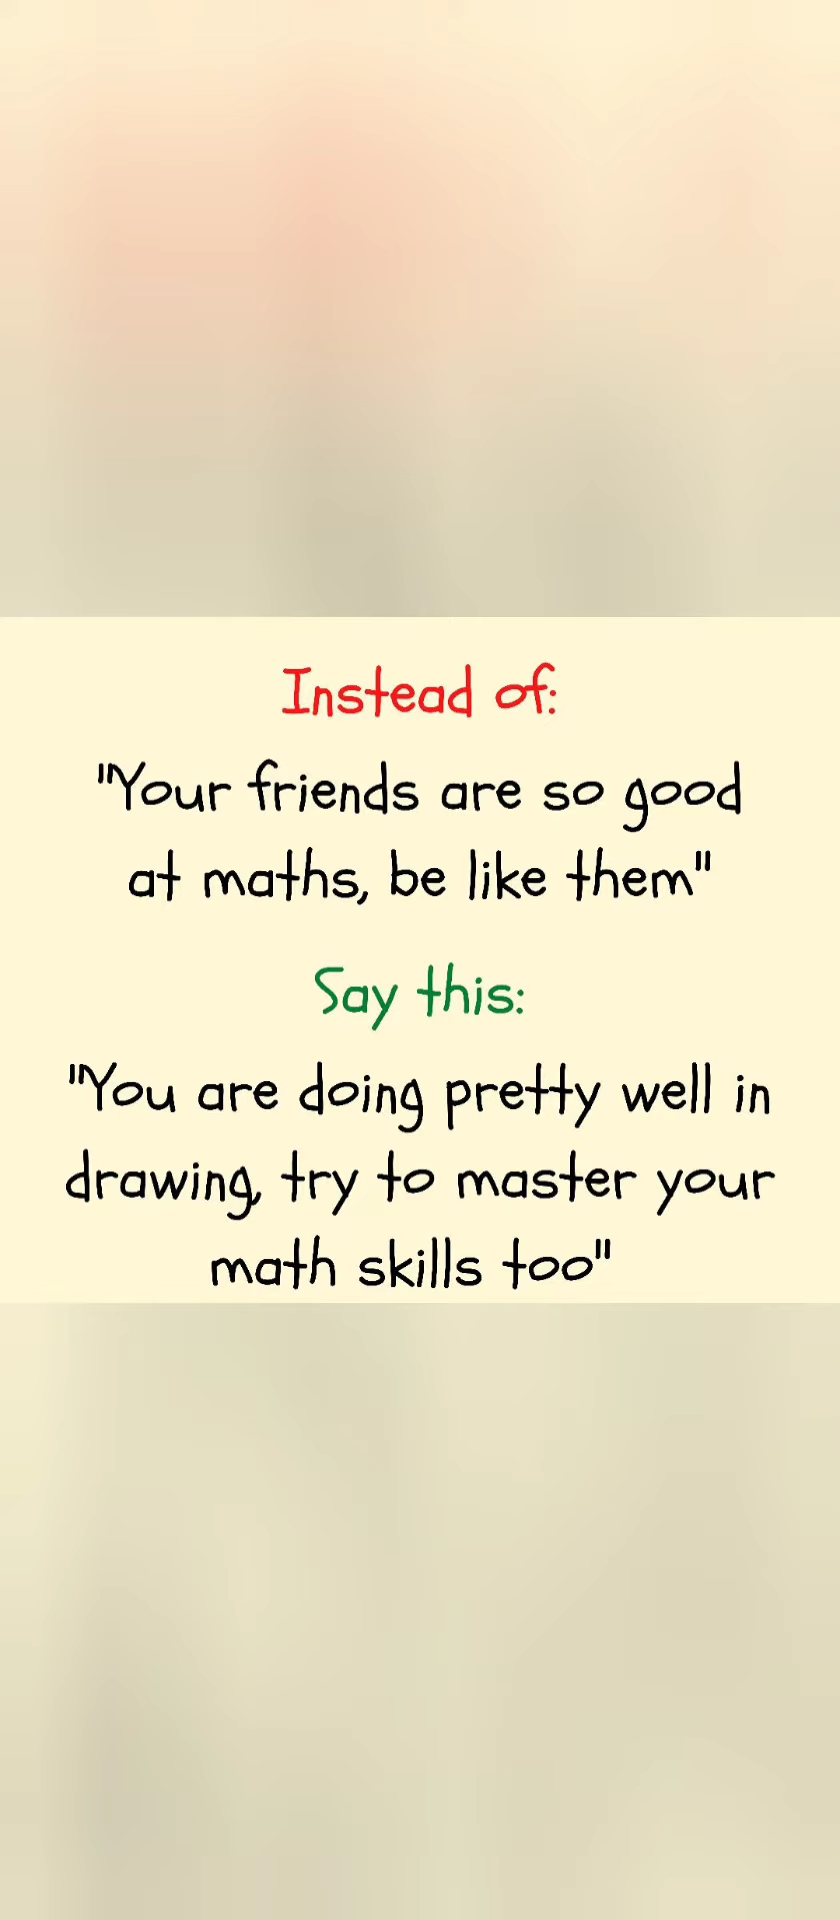 Instead of:
"Your friends are so good
at maths, be like them"
Say this:
"You are doing pretty well in
drawing, try to master your
math skills too"